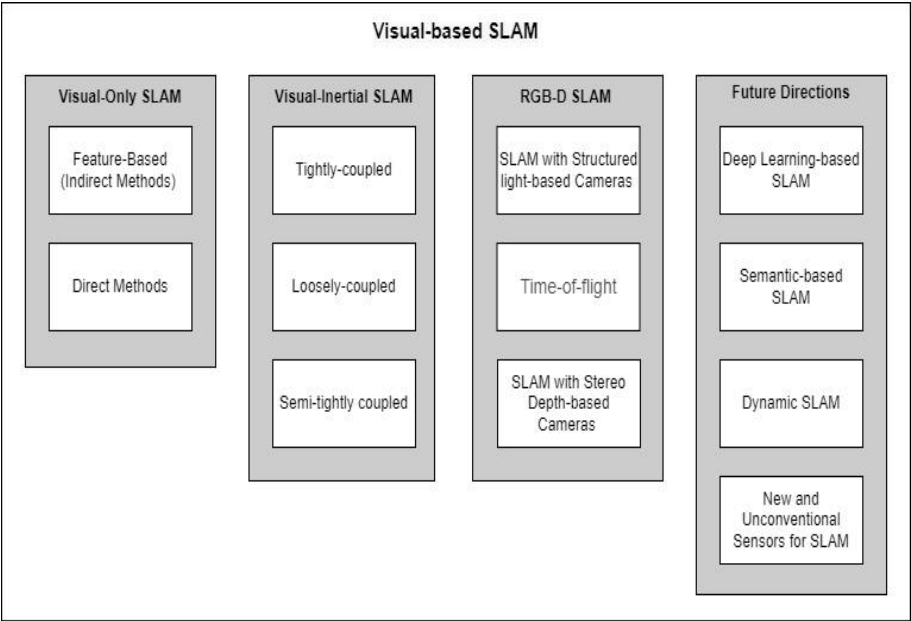 Visual-based SLAM
Visual-Only SLAM
Feature-Based
(Indirect Methods)
Direct Methods
Visual-Inertial SLAM
Tightly-coupled
Loosely-coupled
Semi-tightly coupled
RGB-D SLAM
SLAM with Structured
light-based Cameras
Time-of-flight
SLAM with Stereo
Depth-based
Cameras
Future Directions
Deep Learning-based
SLAM
Semantic-based
SLAM
Dynamic SLAM
New and
Unconventional
Sensors for SLAM